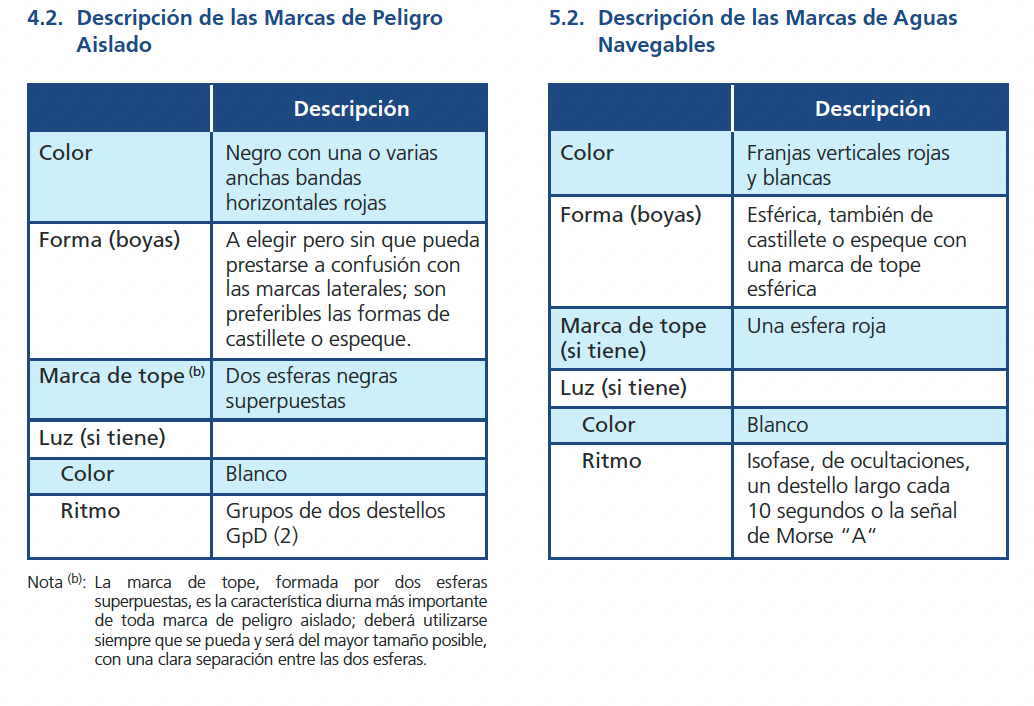 4.2. Descripción de las Marcas de Peligro
Aislado
Descripción
Color
Negro con una o varias
anchas bandas
horizontales rojas
Forma (boyas)
A elegir pero sin que pueda
prestarse a confusión con
las marcas laterales; son
preferibles las formas de
castillete o espeque.
Marca de tope (b)
Dos esferas negras
superpuestas
Luz (si tiene)
Color
Blanco
Ritmo
Grupos de dos destellos
GpD (2)
Nota (b): La marca de tope, formada por dos esferas
superpuestas, es la característica diurna más importante
de toda marca de peligro aislado; deberá utilizarse
siempre que se pueda y será del mayor tamaño posible,
con una clara separación entre las dos esferas.
5.2. Descripción de las Marcas de Aguas
Navegables
Descripción
Color
Franjas verticales rojas
y blancas
Forma (boyas)
Esférica, también de
castillete o espeque con
una marca de tope
esférica
Marca de tope
(si tiene)
Una esfera roja
Luz (si tiene)
Color
Blanco
Ritmo
Isofase, de ocultaciones,
un destello largo cada
10 segundos o la señal
de Morse “A“